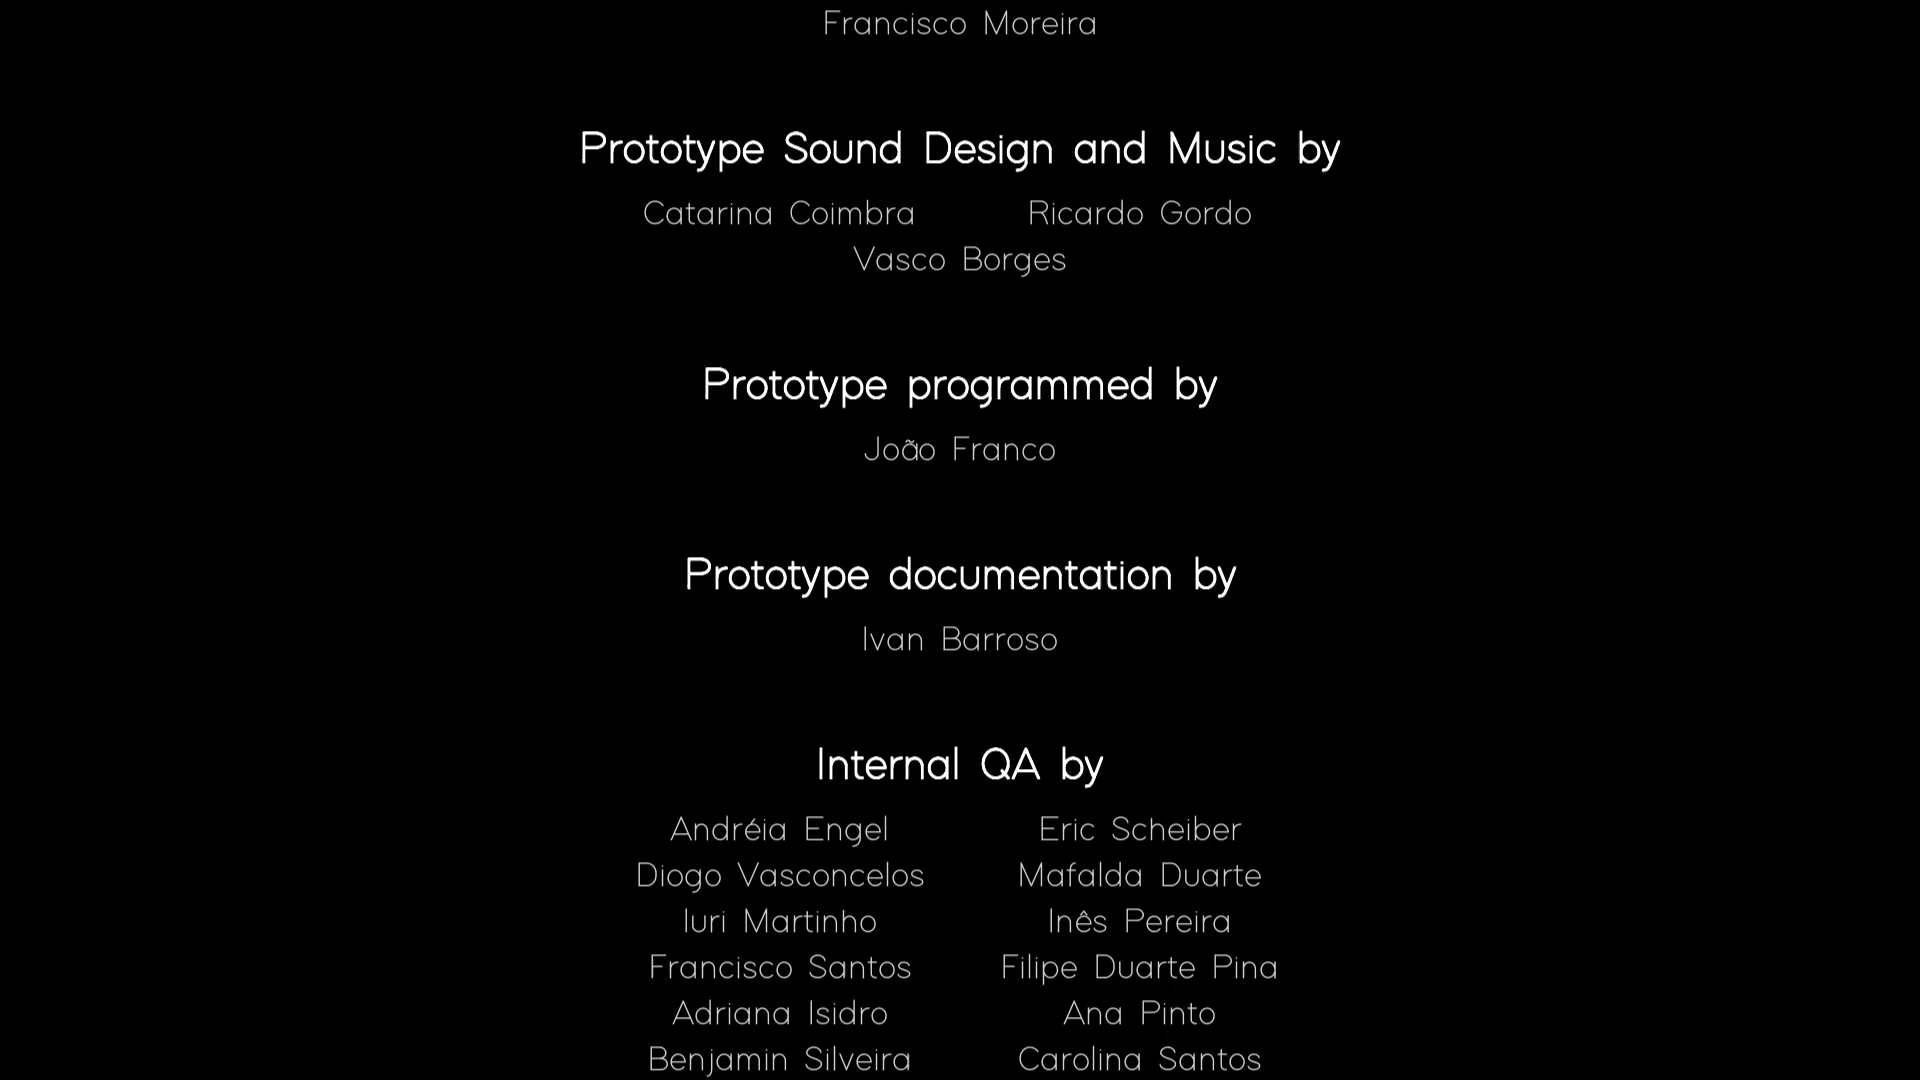 Francisco Moreira
Prototype Sound Design and Music by
Catarina Coimbra Ricardo Gordo
Vasco Borges
Prototype programmed by
João Franco
Prototype documentation by
Ivan Barroso
Internal QA by
Andréia Engel Eric Scheiber
Diogo Vasconcelos Mafalda Duarte
Iuri Martinho Inês Pereira
Francisco Santos Filipe Duarte Pina
Adriana Isidro Ana Pinto
Benjamin Silveira Carolina Santos